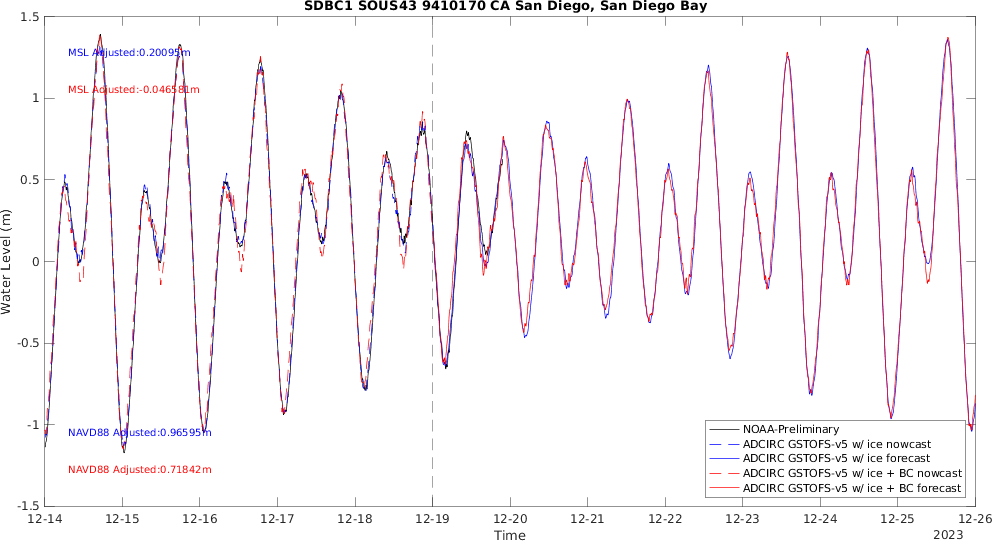 SDBC1 SOUS43 9410170 CA San Diego, San Diego Bay
1.5
1
0.5
0
-0.5
-1
-1.5
Water Level (m)
MSL Adjusted:0.20095m
MSL Adjusted:-0.046581m
NAVD88 Adjusted:0.96595m
NAVD88 Adjusted:0.71842m
NOAA-Preliminary
ADCIRC GSTOFS-v5 w/ ice nowcast
ADCIRC GSTOFS-v5 w/ ice forecast
ADCIRC GSTOFS-v5 w/ ice + BC nowcast
ADCIRC GSTOFS-v5 w/ ice + BC forecast
12-14 12-15 12-16 12-17 12-18 12-19 12-20 12-21 12-22 12-23 12-24 12-25 12-26
Time
2023